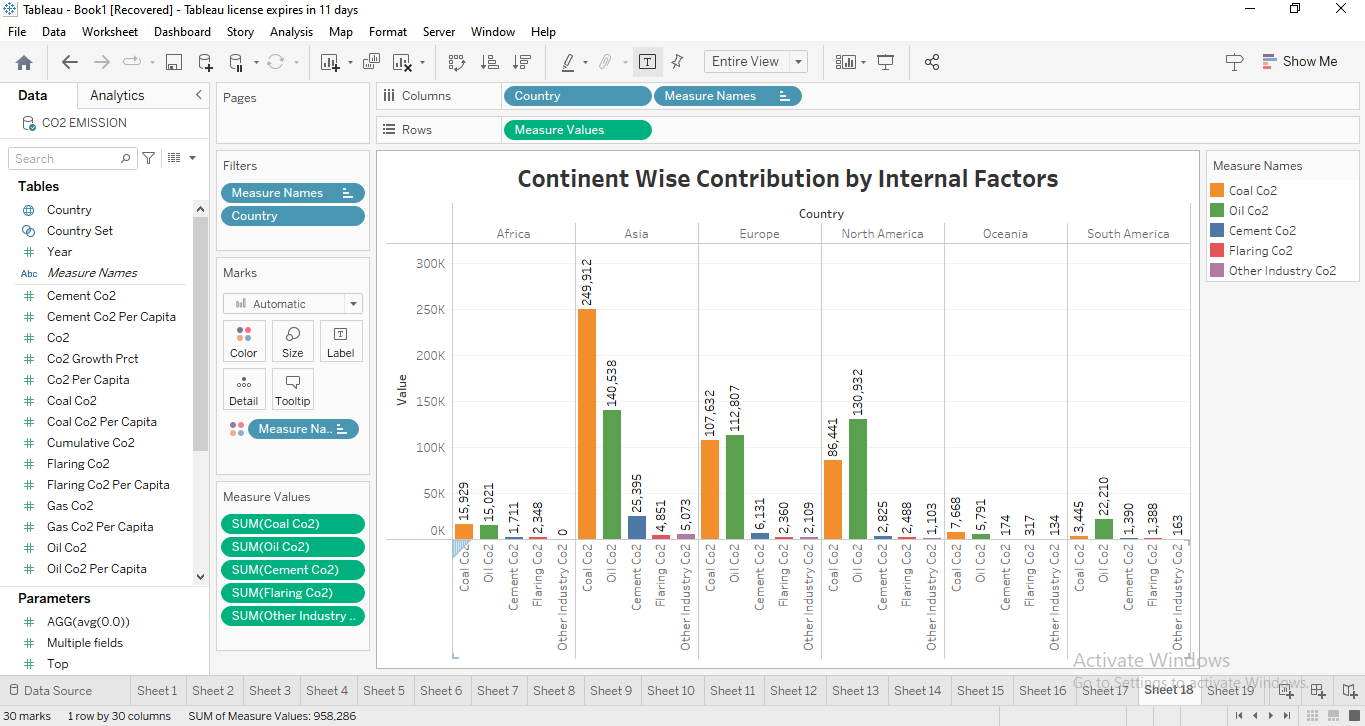 Tableau - Book1 [Recovered] - Tableau license expires in 11 days
File Data Worksheet Dashboard Story Analysis Map Format Server Window Help
Entire View
Show Me
Data Analytics
CO2 EMISSION
Search
Tables
Country
Country Set
Year
Abc Measure Names
Cement Co2
Cement Co2 Per Capita
Co2
Co2 Growth Prct
Co2 Per Capita
Coal Co2
Coal Co2 Per Capita
Cumulative Co2
Flaring Co2
Flaring Co2 Per Capita
Gas Co2
Gas Co2 Per Capita
Oil Co2
Oil Co2 Per Capita
Parameters
AGG(avg(0.0))
Multiple fields
Top
Pages
Filters
Measure Names
Country
Marks
Automatic
Color Size Label
Detail Tooltip
Measure Na..
Measure Values
SUM(Coal Co2)
SUM(Oil Co2)
SUM(Cement Co2)
SUM(Flaring Co2)
SUM(Other Industry ..
Columns Country Measure Names
Rows Measure Values
Continent Wise Contribution by Internal Factors
Country
Africa Asia Europe North America Oceania South America
Value
300K
250K
200K
150K
100K
50K
0K
15,929 15,021 1,711 2,348 0
249,912 140,538 25,395 4,851 5,073
107,632 112,807 6,131 2,360 2,109
86,441 130,932 2,825 2,488 1,103
7,668 5,791 174 317 134
3,445 22,210 1,390 1,388 163
Coal Co2 Oil Co2 Cement Co2 Flaring Co2 Other Industry Co2
Coal Co2 Oil Co2 Cement Co2 Flaring Co2 Other Industry Co2
Coal Co2 Oil Co2 Cement Co2 Flaring Co2 Other Industry Co2
Coal Co2 Oil Co2 Cement Co2 Flaring Co2 Other Industry Co2
Coal Co2 Oil Co2 Cement Co2 Flaring Co2 Other Industry Co2
Coal Co2 Oil Co2 Cement Co2 Flaring Co2 Other Industry Co2
Measure Names
Coal Co2
Oil Co2
Cement Co2
Flaring Co2
Other Industry Co2
Activate Windows
Go to Settings to activate Windows.
Data Source Sheet 1 Sheet 2 Sheet 3 Sheet 4 Sheet 5 Sheet 6 Sheet 7 Sheet 8 Sheet 9 Sheet 10 Sheet 11 Sheet 12 Sheet 13 Sheet 14 Sheet 15 Sheet 16 Sheet 17 Sheet 18 Sheet 19
30 marks 1 row by 30 columns SUM of Measure Values: 958,286